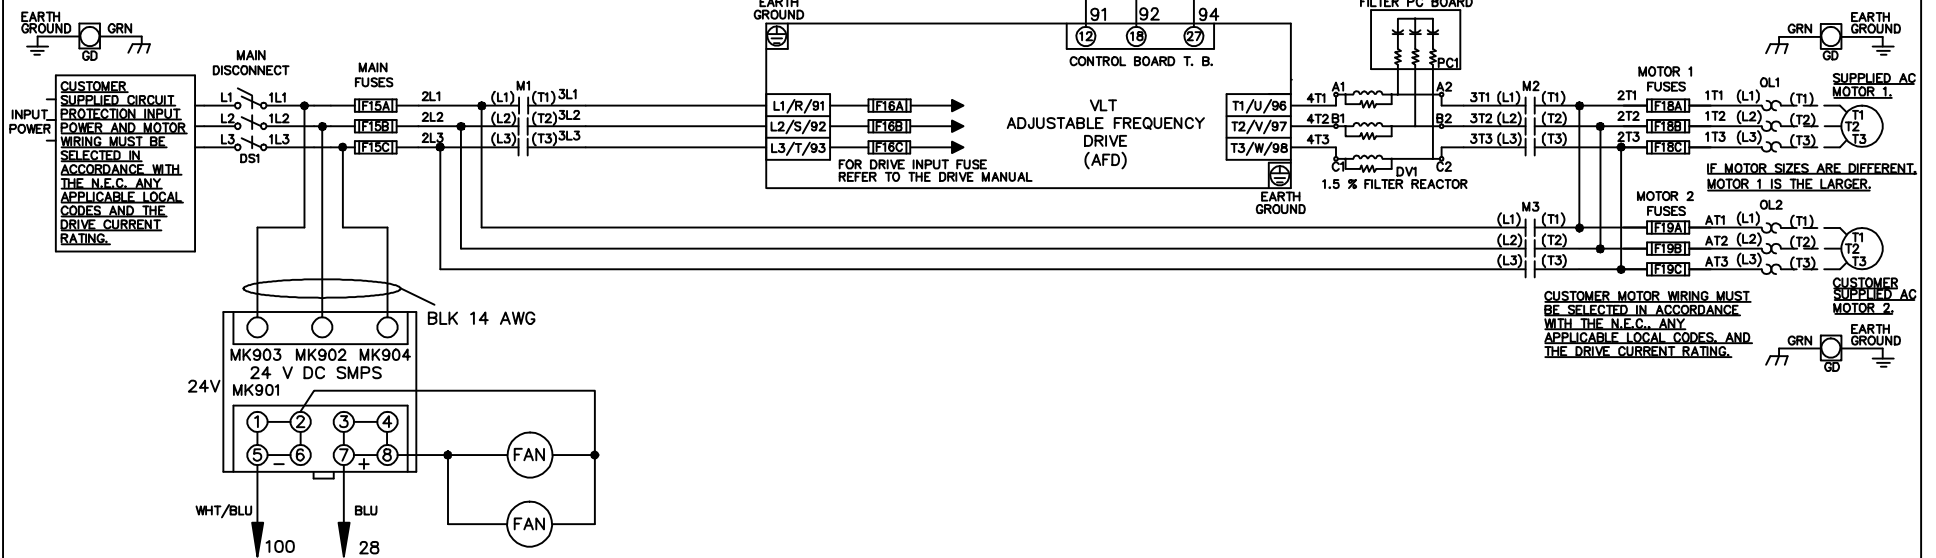 EARTH
GROUND
GRN
GD
MAIN
DISCONNECT
MAIN
FUSES
CUSTOMER
SUPPLIED CIRCUIT
PROTECTION INPUT
POWER AND MOTOR
WIRING MUST BE
SELECTED IN
ACCORDANCE WITH
THE N.E.C. ANY
APPLICABLE LOCAL
CODES AND THE
DRIVE CURRENT
RATING.
INPUT
POWER
L1 1L1
L2 1L2
L3 1L3
DS1
F15A 2L1
F15B 2L2
F15C 2L3
M1
(L1) (T1) 3L1
(L2) (T2) 3L2
(L3) (T3) 3L3
EARTH
GROUND
91 92 94
12 18 27
CONTROL BOARD T. B.
L1/R/91 F16A
L2/S/92 F16B
L3/T/93 F16C
FOR DRIVE INPUT FUSE
REFER TO THE DRIVE MANUAL
VLT
ADJUSTABLE FREQUENCY
DRIVE
(AFD)
T1/U/96
T2/V/97
T3/W/98
EARTH
GROUND
FILTER PC BOARD
PC1
4T1 A1 A2
4T2 B1 B2
4T3 C1 C2
DV1
1.5 % FILTER REACTOR
M2
3T1 (L1) (T1)
3T2 (L2) (T2)
3T3 (L3) (T3)
MOTOR 1
FUSES
2T1 F18A 1T1 (L1)
2T2 F18B 1T2 (L2)
2T3 F18C 1T3 (L3)
OL1
(T1)
(T2)
(T3)
T1
T2
T3
GRN
GD
EARTH
GROUND
SUPPLIED AC
MOTOR 1.
IF MOTOR SIZES ARE DIFFERENT,
MOTOR 1 IS THE LARGER.
M3
(L1) (T1)
(L2) (T2)
(L3) (T3)
MOTOR 2
FUSES
F19A AT1 (L1)
F19B AT2 (L2)
F19C AT3 (L3)
OL2
(T1)
(T2)
(T3)
T1
T2
T3
CUSTOMER
SUPPLIED AC
MOTOR 2.
CUSTOMER MOTOR WIRING MUST
BE SELECTED IN ACCORDANCE
WITH THE N.E.C., ANY
APPLICABLE LOCAL CODES, AND
THE DRIVE CURRENT RATING.
GRN
GD
EARTH
GROUND
BLK 14 AWG
MK903 MK902 MK904
24 V DC SMPS
24V
MK901
1 2 3 4
5 − 6 7 + 8
FAN
FAN
WHT/BLU
BLU
100
28